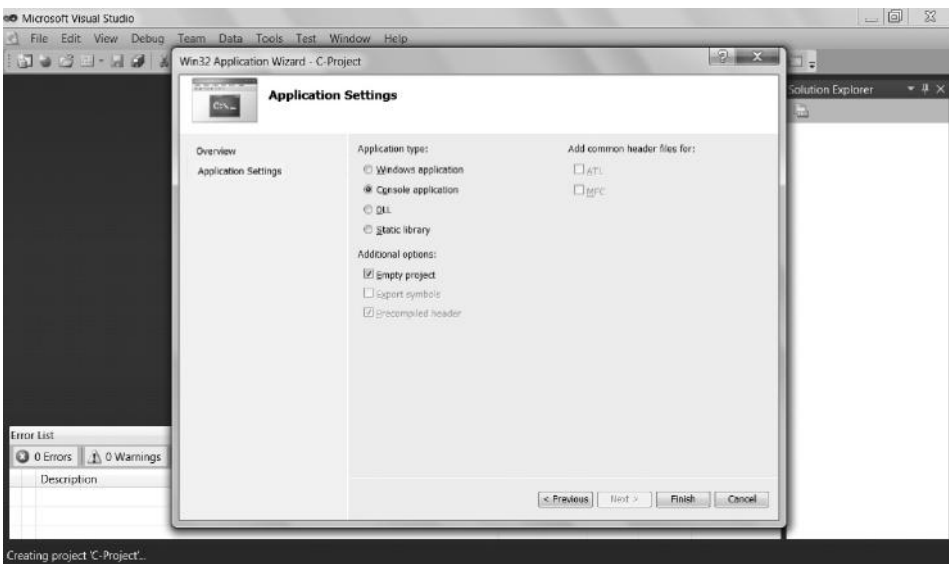 Microsoft Visual Studio
File Edit View Debug Team Data Tools Test Window Help
Win32 Application Wizard - C-Project
Application Settings
Solution Explorer
Overview
Application Settings
Application type:
Windows application
Console application
DLL
Static library
Additional options:
Empty project
Export symbols
Precompiled header
Add common header files for:
ATL
MFC
Error List
0 Errors
0 Warnings
Description
< Previous
Next >
Finish
Cancel
Creating project 'C-Project'...